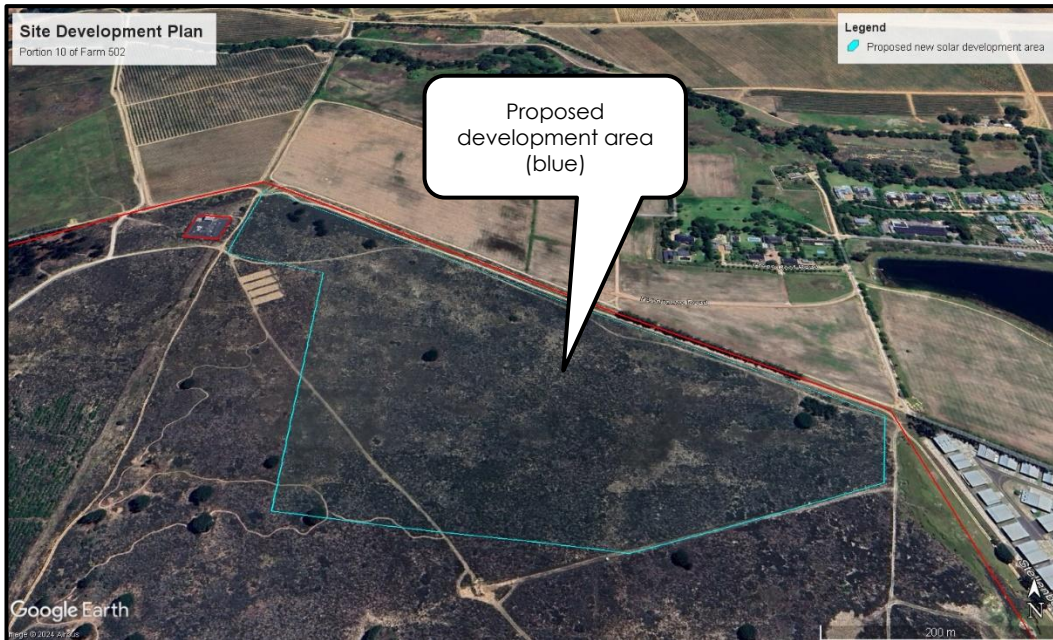 Site Development Plan
Portion 10 of Farm 502
Legend
Proposed new solar development area
Proposed
development area
(blue)
Google Earth
N
200 m